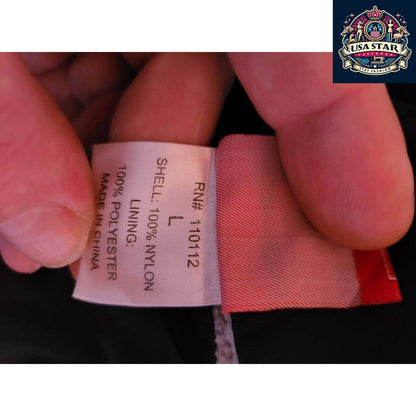 USA STAR
RN# 110112
L
SHELL: 100% NYLON
LINING:
100% POLYESTER
MADE IN CHINA